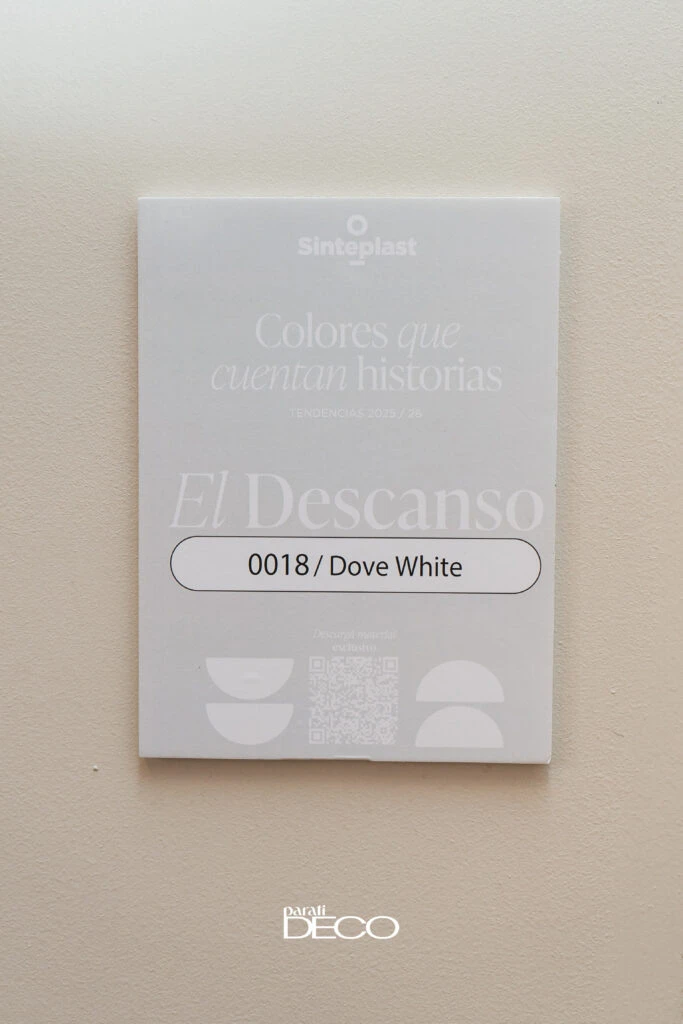 Sinteplast
Colores que
cuentan historias
TENDENCIAS 2025 / 26
El Descanso
0018 / Dove White
Descargá material
exclusivo
parati
DECO